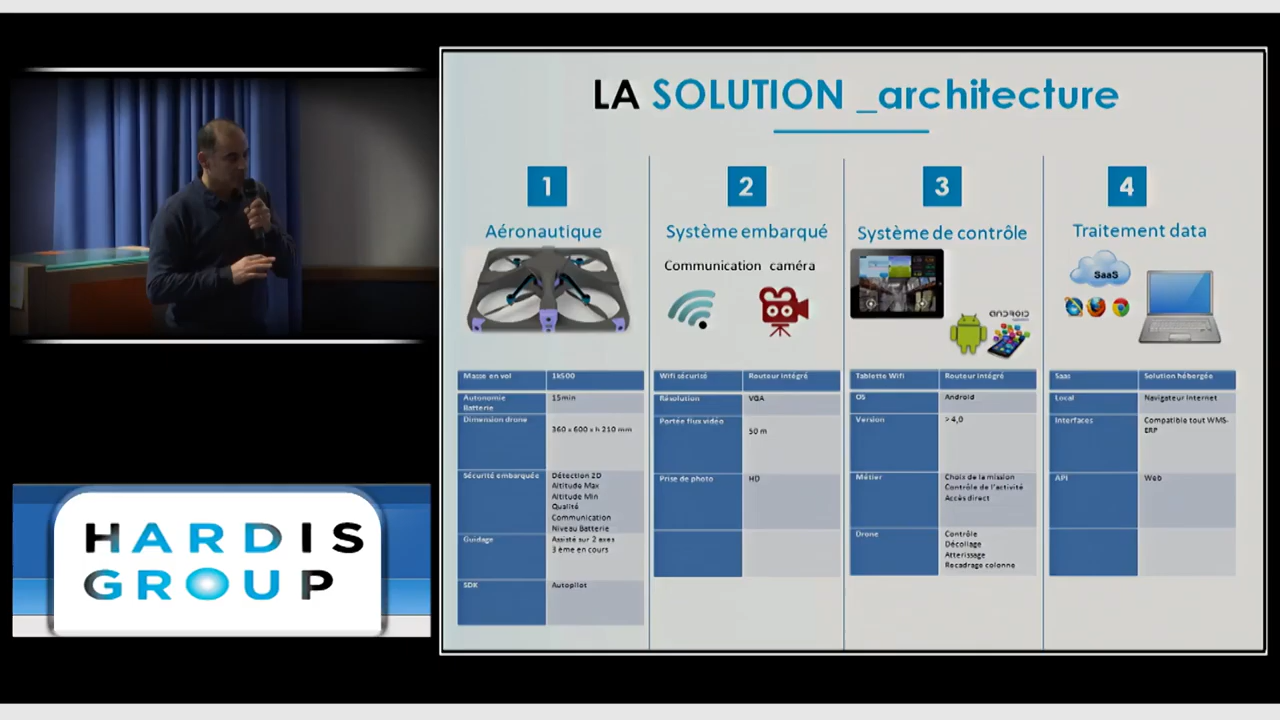 LA SOLUTION _architecture
1
Aéronautique
2
Système embarqué
Communication caméra
3
Système de contrôle
ANDROID
4
Traitement data
SaaS
Masse en vol 1k500
Autonomie Batterie 15min
Dimension drone 360 x 600 x h 210 mm
Sécurité embarquée Détection 2D
Altitude Max
Altitude Min
Qualité
Communication
Niveau Batterie
Guidage Assisté sur 2 axes
3 ème en cours
SDK Autopilot
Wifi sécurisé Routeur intégré
Résolution VGA
Portée flux vidéo 50 m
Prise de photo HD
Tablette Wifi Routeur intégré
OS Android
Version > 4,0
Métier Choix de la mission
Contrôle de l'activité
Accès direct
Drone Contrôle
Décollage
Atterissage
Recadrage colonne
Saas Solution hébergée
Local Navigateur Internet
Interfaces Compatible tout WMS-
ERP
API Web
HARDIS
GROUP